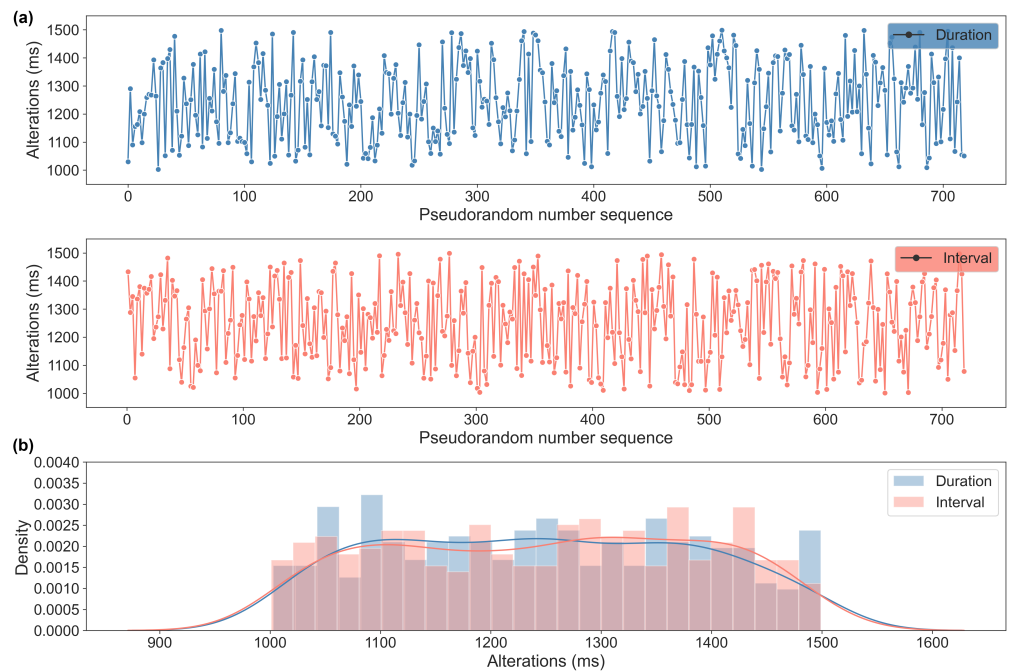 (a)
1500
1400
1300
1200
1100
1000
Alterations (ms)
Duration
0 100 200 300 400 500 600 700
Pseudorandom number sequence
1500
1400
1300
1200
1100
1000
Alterations (ms)
Interval
0 100 200 300 400 500 600 700
Pseudorandom number sequence
(b)
0.0040
0.0035
0.0030
0.0025
0.0020
0.0015
0.0010
0.0005
0.0000
Density
Duration
Interval
900 1000 1100 1200 1300 1400 1500 1600
Alterations (ms)